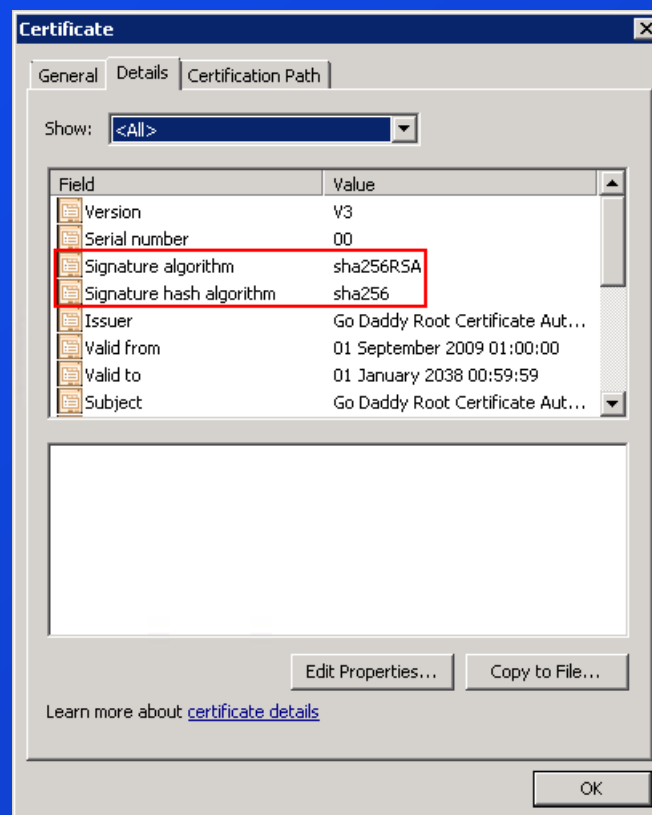 Certificate
General Details Certification Path
Show: <All>
Field Value
Version V3
Serial number 00
Signature algorithm sha256RSA
Signature hash algorithm sha256
Issuer Go Daddy Root Certificate Aut...
Valid from 01 September 2009 01:00:00
Valid to 01 January 2038 00:59:59
Subject Go Daddy Root Certificate Aut...
Edit Properties... Copy to File...
Learn more about certificate details
OK